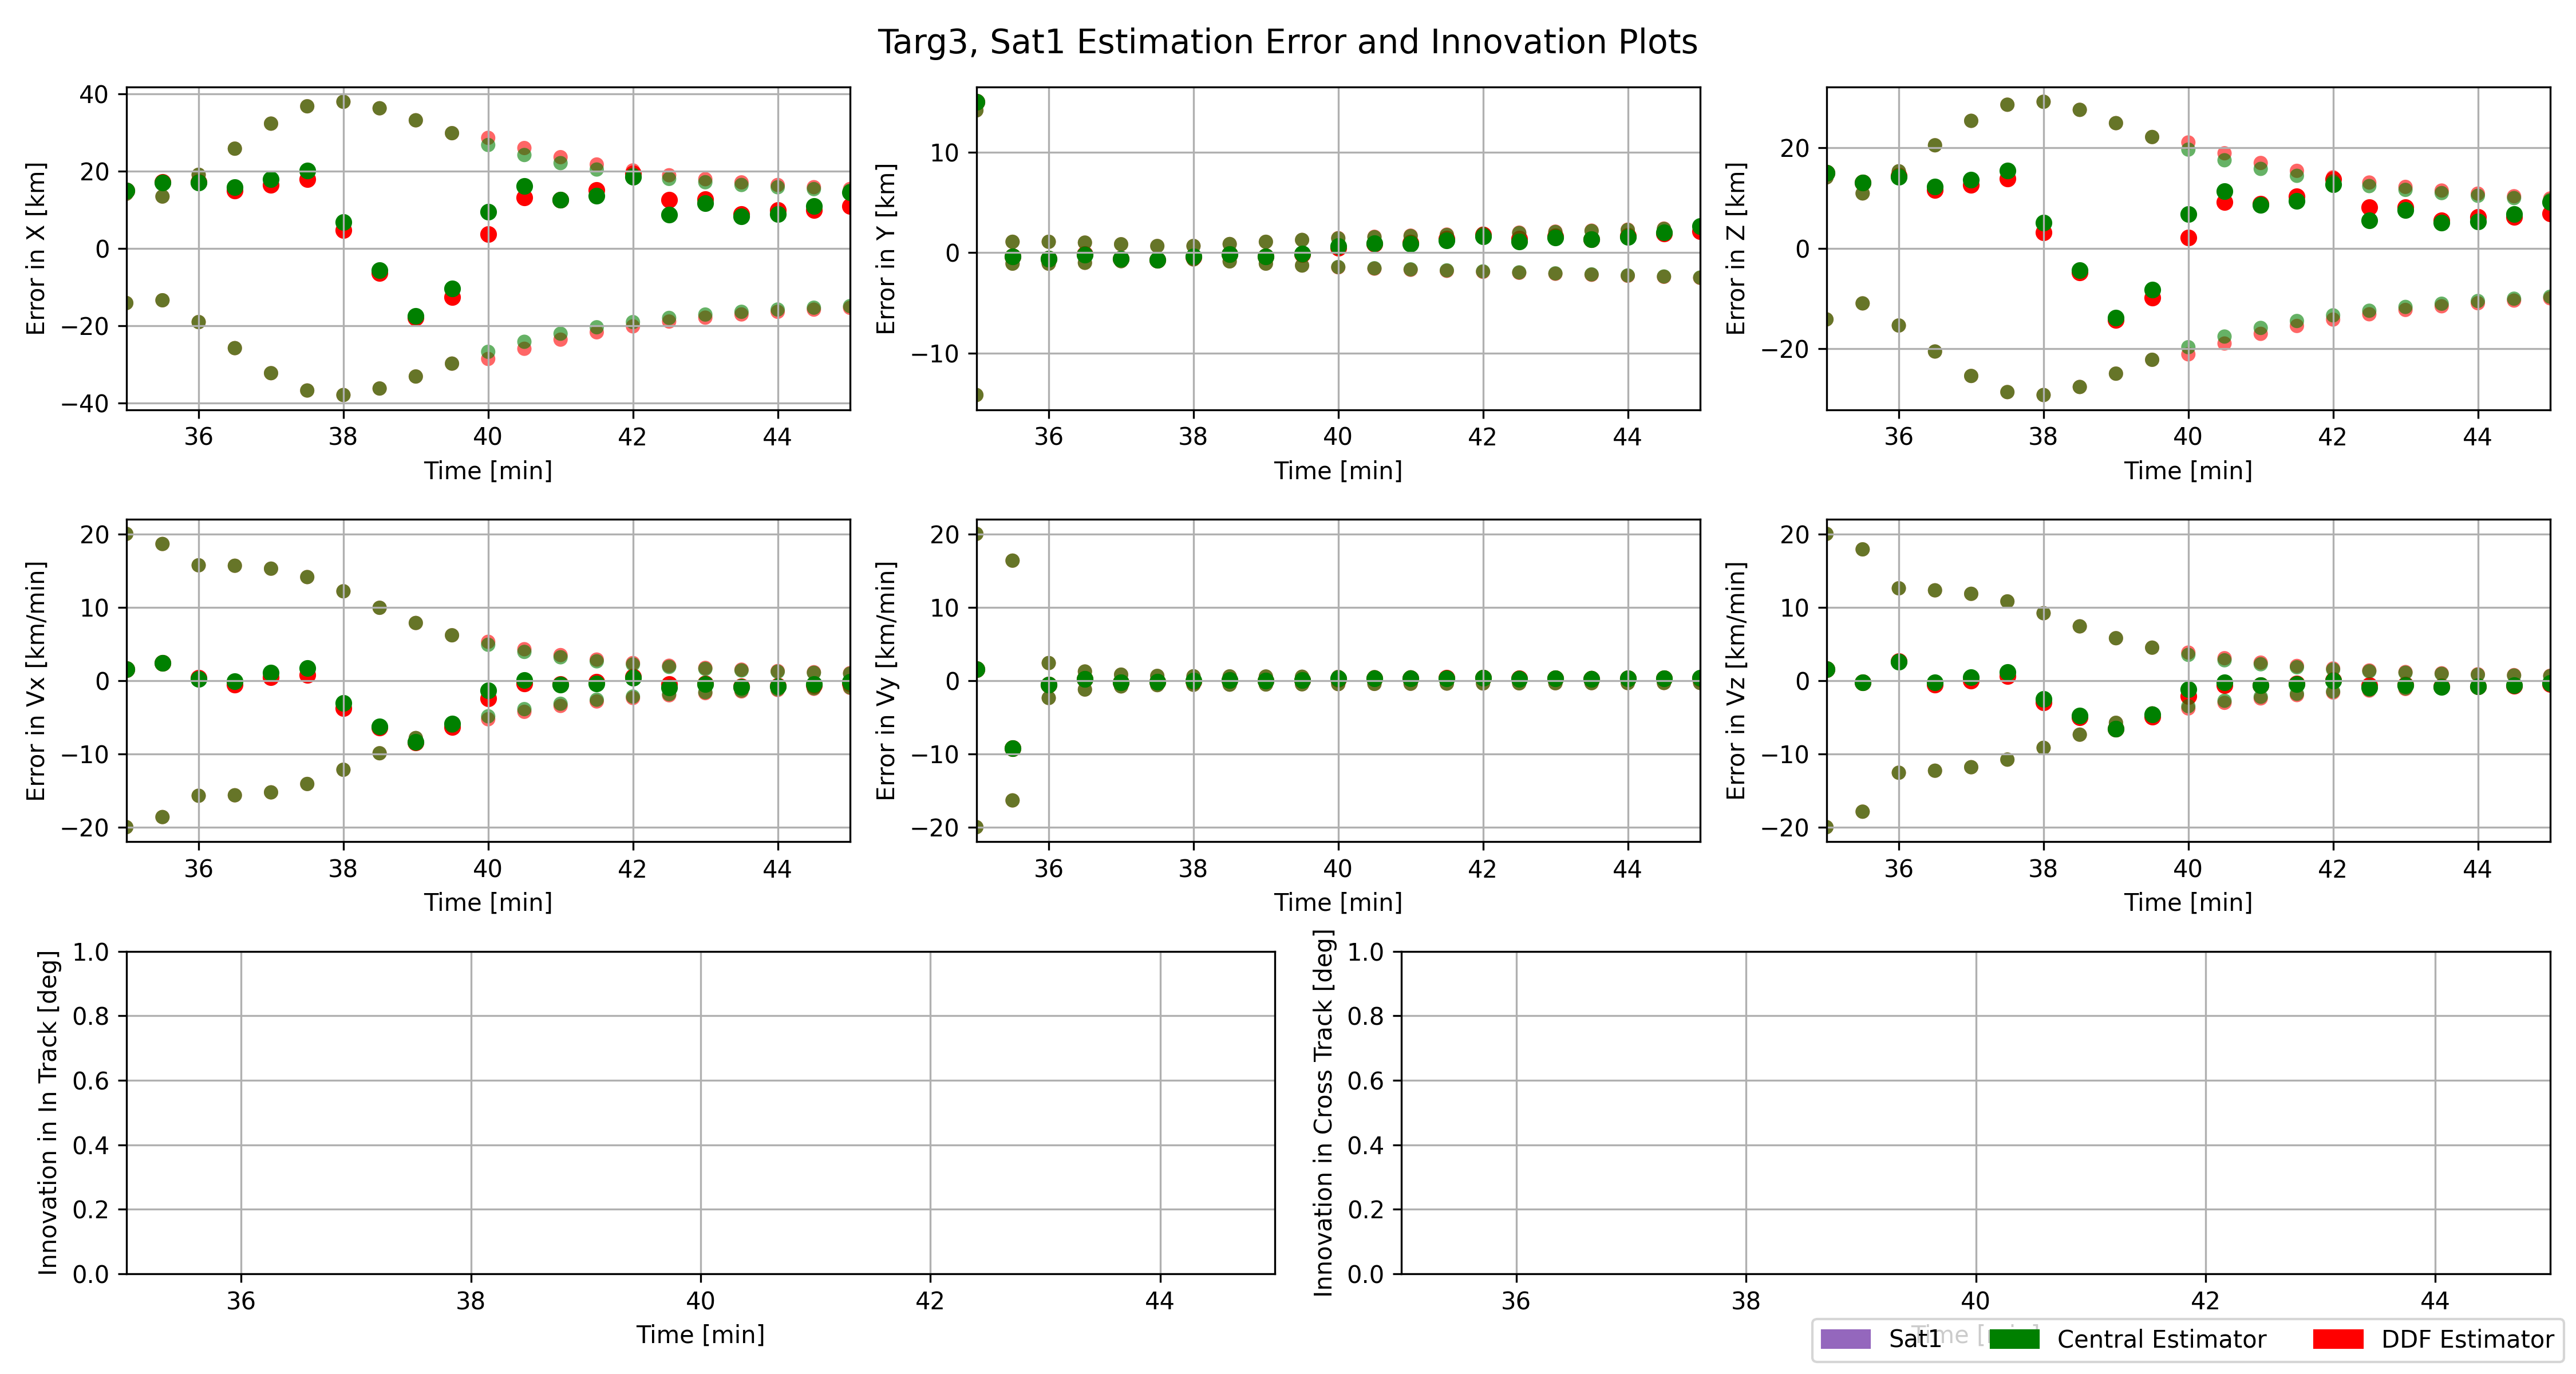 Targ3, Sat1 Estimation Error and Innovation Plots
Error in X [km]
40
20
0
−20
−40
36 38 40 42 44
Time [min]
Error in Y [km]
10
0
−10
36 38 40 42 44
Time [min]
Error in Z [km]
20
0
−20
36 38 40 42 44
Time [min]
Error in Vx [km/min]
20
10
0
−10
−20
36 38 40 42 44
Time [min]
Error in Vy [km/min]
20
10
0
−10
−20
36 38 40 42 44
Time [min]
Error in Vz [km/min]
20
10
0
−10
−20
36 38 40 42 44
Time [min]
Innovation in In Track [deg]
1.0
0.8
0.6
0.4
0.2
0.0
36 38 40 42 44
Time [min]
Innovation in Cross Track [deg]
1.0
0.8
0.6
0.4
0.2
0.0
36 38 40 42 44
Time [min]
Sat1 Central Estimator DDF Estimator